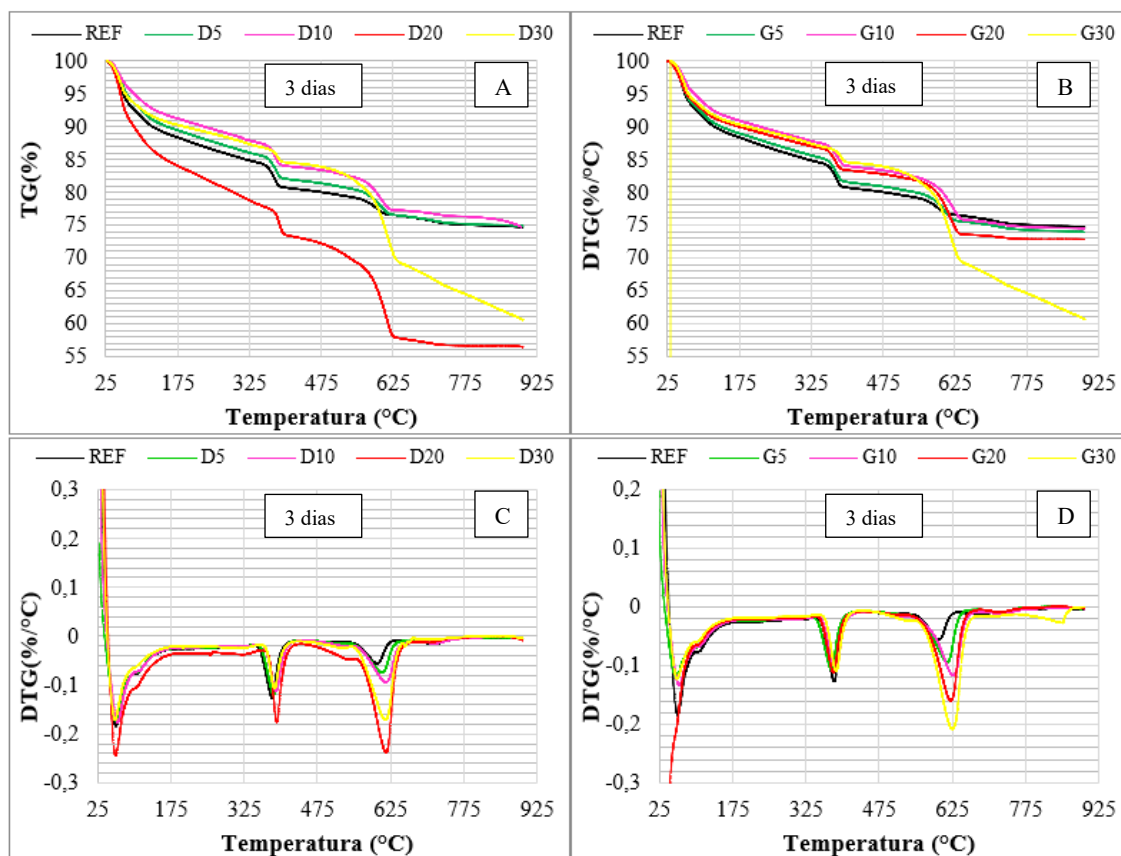 REF D5 D10 D20 D30
3 dias
A
TG(%)
100
95
90
85
80
75
70
65
60
55
25 175 325 475 625 775 925
Temperatura (°C)
REF G5 G10 G20 G30
3 dias
B
DTG(%/°C)
100
95
90
85
80
75
70
65
60
55
25 175 325 475 625 775 925
Temperatura (°C)
REF D5 D10 D20 D30
3 dias
C
DTG(%/°C)
0,3
0,2
0,1
0
-0,1
-0,2
-0,3
25 175 325 475 625 775 925
Temperatura (°C)
REF G5 G10 G20 G30
3 dias
D
DTG(%/°C)
0,2
0,1
0
-0,1
-0,2
-0,3
25 175 325 475 625 775 925
Temperatura (°C)